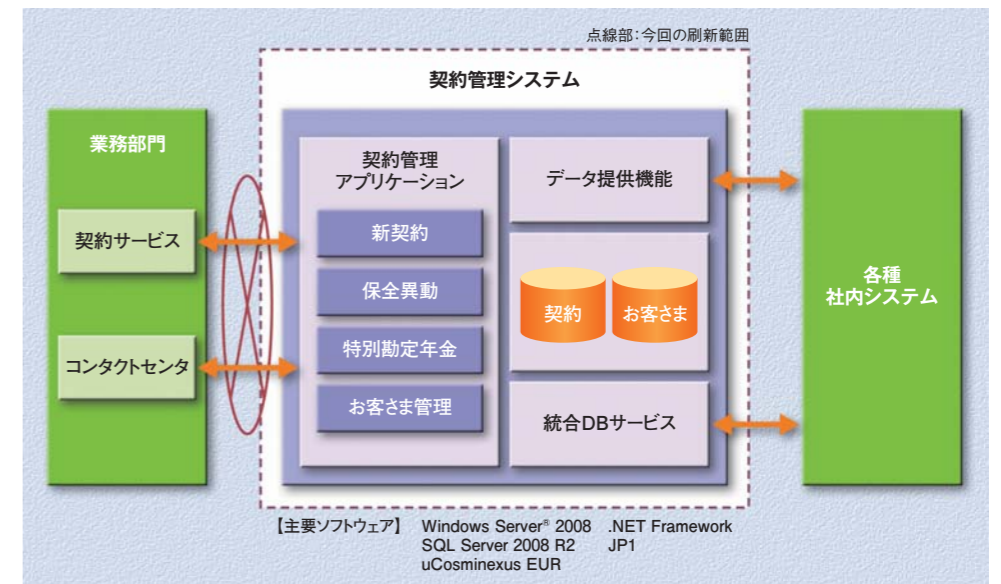 点線部:今回の刷新範囲
契約管理システム
業務部門
契約サービス
コンタクトセンタ
契約管理
アプリケーション
新契約
保全異動
特別勘定年金
お客さま管理
データ提供機能
契約
お客さま
統合DBサービス
各種
社内システム
【主要ソフトウェア】 Windows Server® 2008 .NET Framework
SQL Server 2008 R2 JP1
uCosminexus EUR